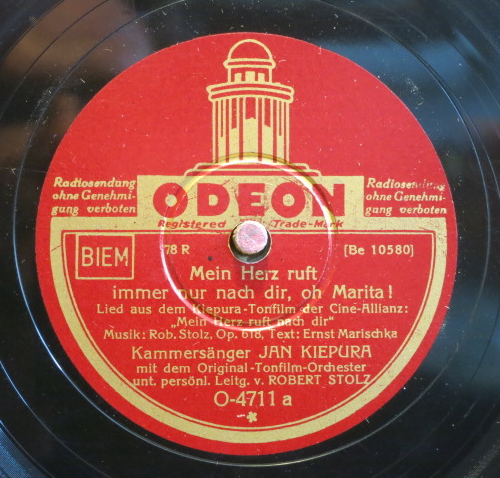 ODEON
Registered Trade-Mark
Radiosendung
ohne Genehmi-
gung verboten
Radiosendung
ohne Genehmi-
gung verboten
BIEM
78 R
[Be 10580]
Mein Herz ruft
immer nur nach dir, oh Marita!
Lied aus dem Kiepura-Tonfilm der Ciné-Allianz:
„Mein Herz ruft nach dir"
Musik: Rob. Stolz, Op. 618, Text: Ernst Marischka
Kammersänger JAN KIEPURA
mit dem Original-Tonfilm-Orchester
unt. persönl. Leitg. v. ROBERT STOLZ
O-4711 a